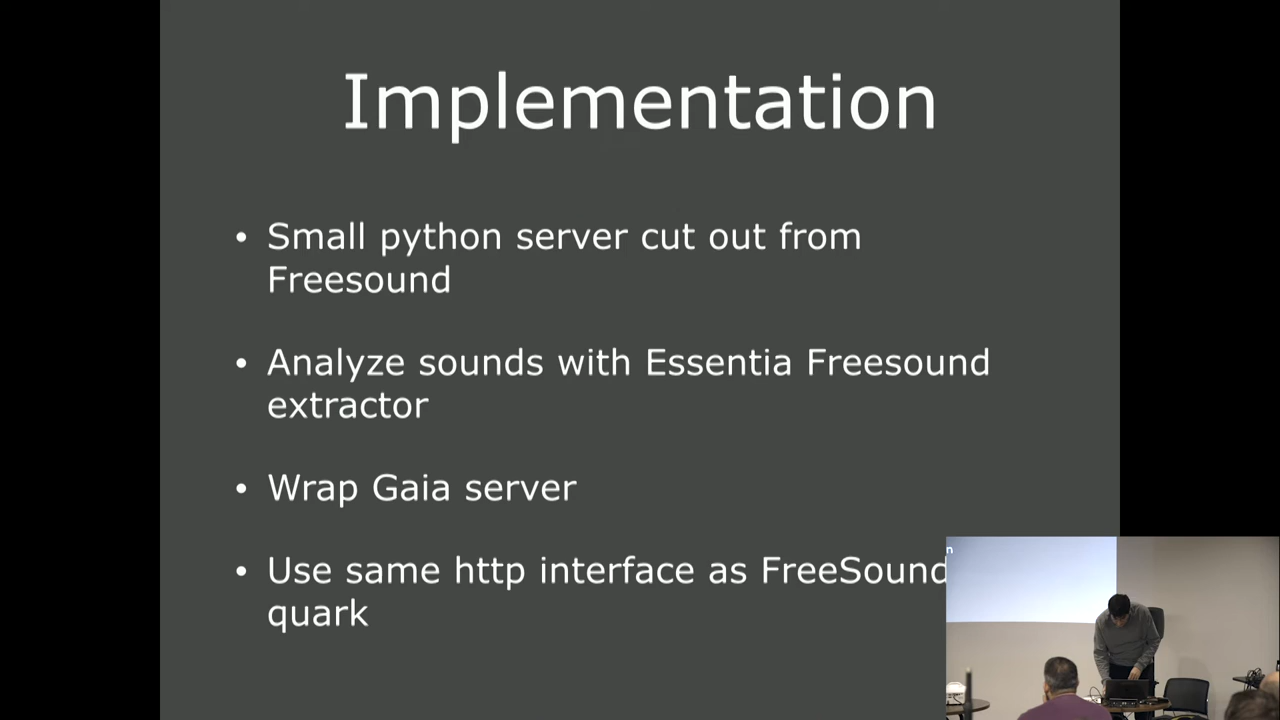 Implementation
• Small python server cut out from
Freesound
• Analyze sounds with Essentia Freesound
extractor
• Wrap Gaia server
• Use same http interface as FreeSound
quark